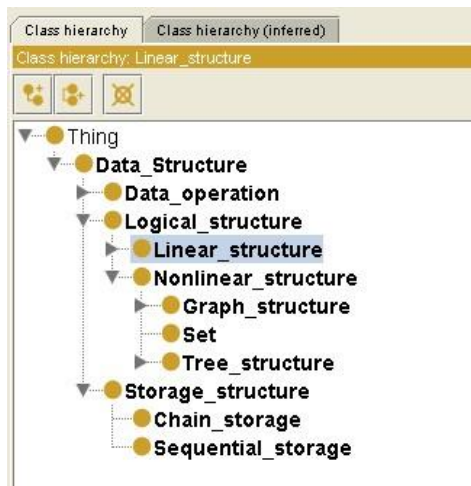 Class hierarchy Class hierarchy (inferred)
Class hierarchy: Linear_structure
Thing
Data_Structure
Data_operation
Logical_structure
Linear_structure
Nonlinear_structure
Graph_structure
Set
Tree_structure
Storage_structure
Chain_storage
Sequential_storage